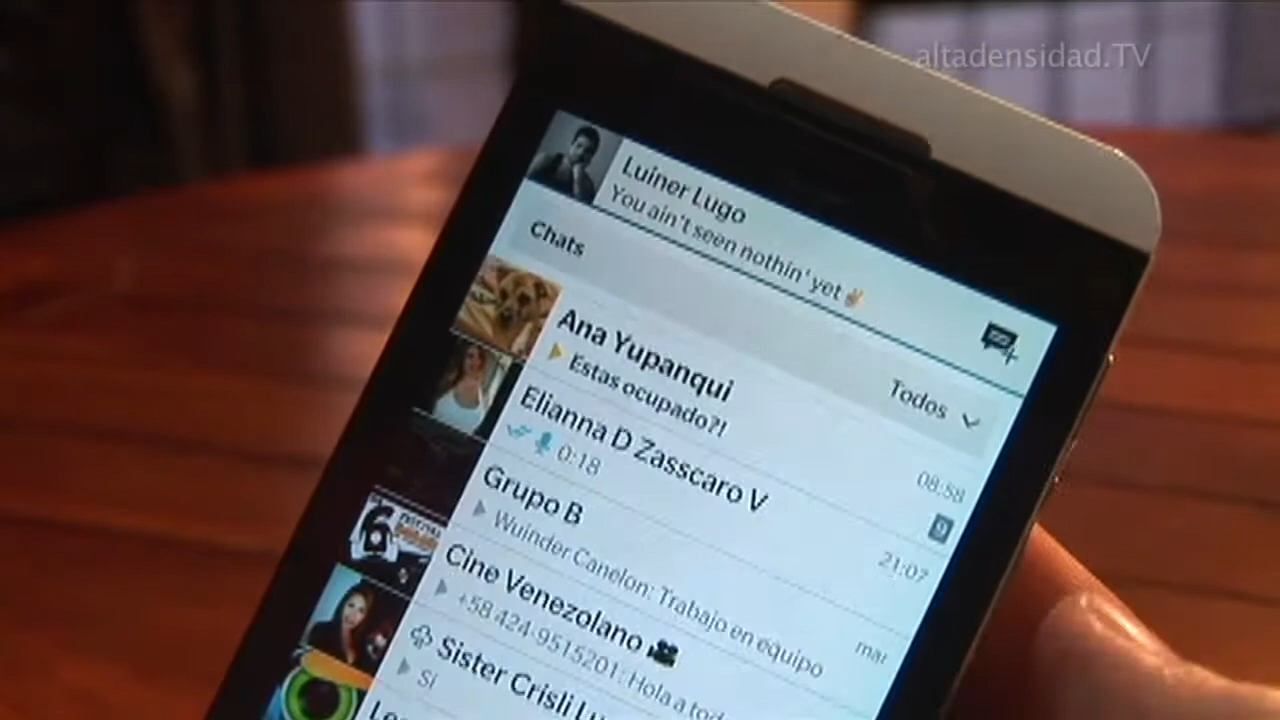 altadensidad.TV
Luiner Lugo
You ain't seen nothin' yet✌
Chats
Todos
Ana Yupanqui
Estas ocupado?!
08:58
Elianna D Zasscaro V
0:18
21:07
Grupo B
Wuinder Canelon: Trabajo en equipo
mar
Cine Venezolano 🎥
+58 424-9515201: Hola a tod
Sister Crisli Lu
Si
6